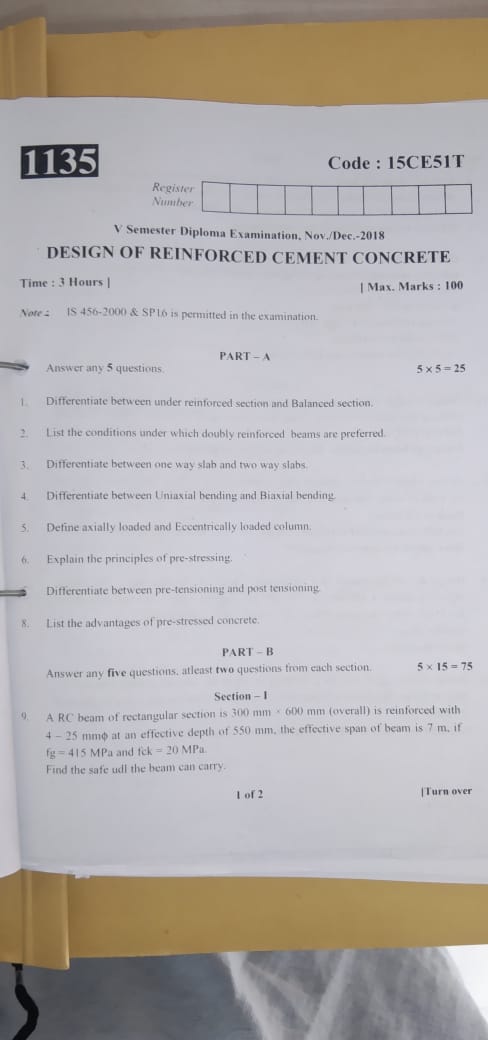 1135
Code : 15CE51T
Register
Number
V Semester Diploma Examination, Nov./Dec.-2018
DESIGN OF REINFORCED CEMENT CONCRETE
Time : 3 Hours ]
[ Max. Marks : 100
Note : IS 456-2000 & SP16 is permitted in the examination.
PART – A
Answer any 5 questions.
5 × 5 = 25
1. Differentiate between under reinforced section and Balanced section.
2. List the conditions under which doubly reinforced beams are preferred.
3. Differentiate between one way slab and two way slabs.
4. Differentiate between Uniaxial bending and Biaxial bending.
5. Define axially loaded and Eccentrically loaded column.
6. Explain the principles of pre-stressing.
Differentiate between pre-tensioning and post tensioning.
8. List the advantages of pre-stressed concrete.
PART – B
Answer any five questions, atleast two questions from each section.
5 × 15 = 75
Section – I
9. A RC beam of rectangular section is 300 mm × 600 mm (overall) is reinforced with
4 – 25 mmϕ at an effective depth of 550 mm, the effective span of beam is 7 m, if
fg = 415 MPa and fck = 20 MPa.
Find the safe udl the beam can carry.
1 of 2
[Turn over